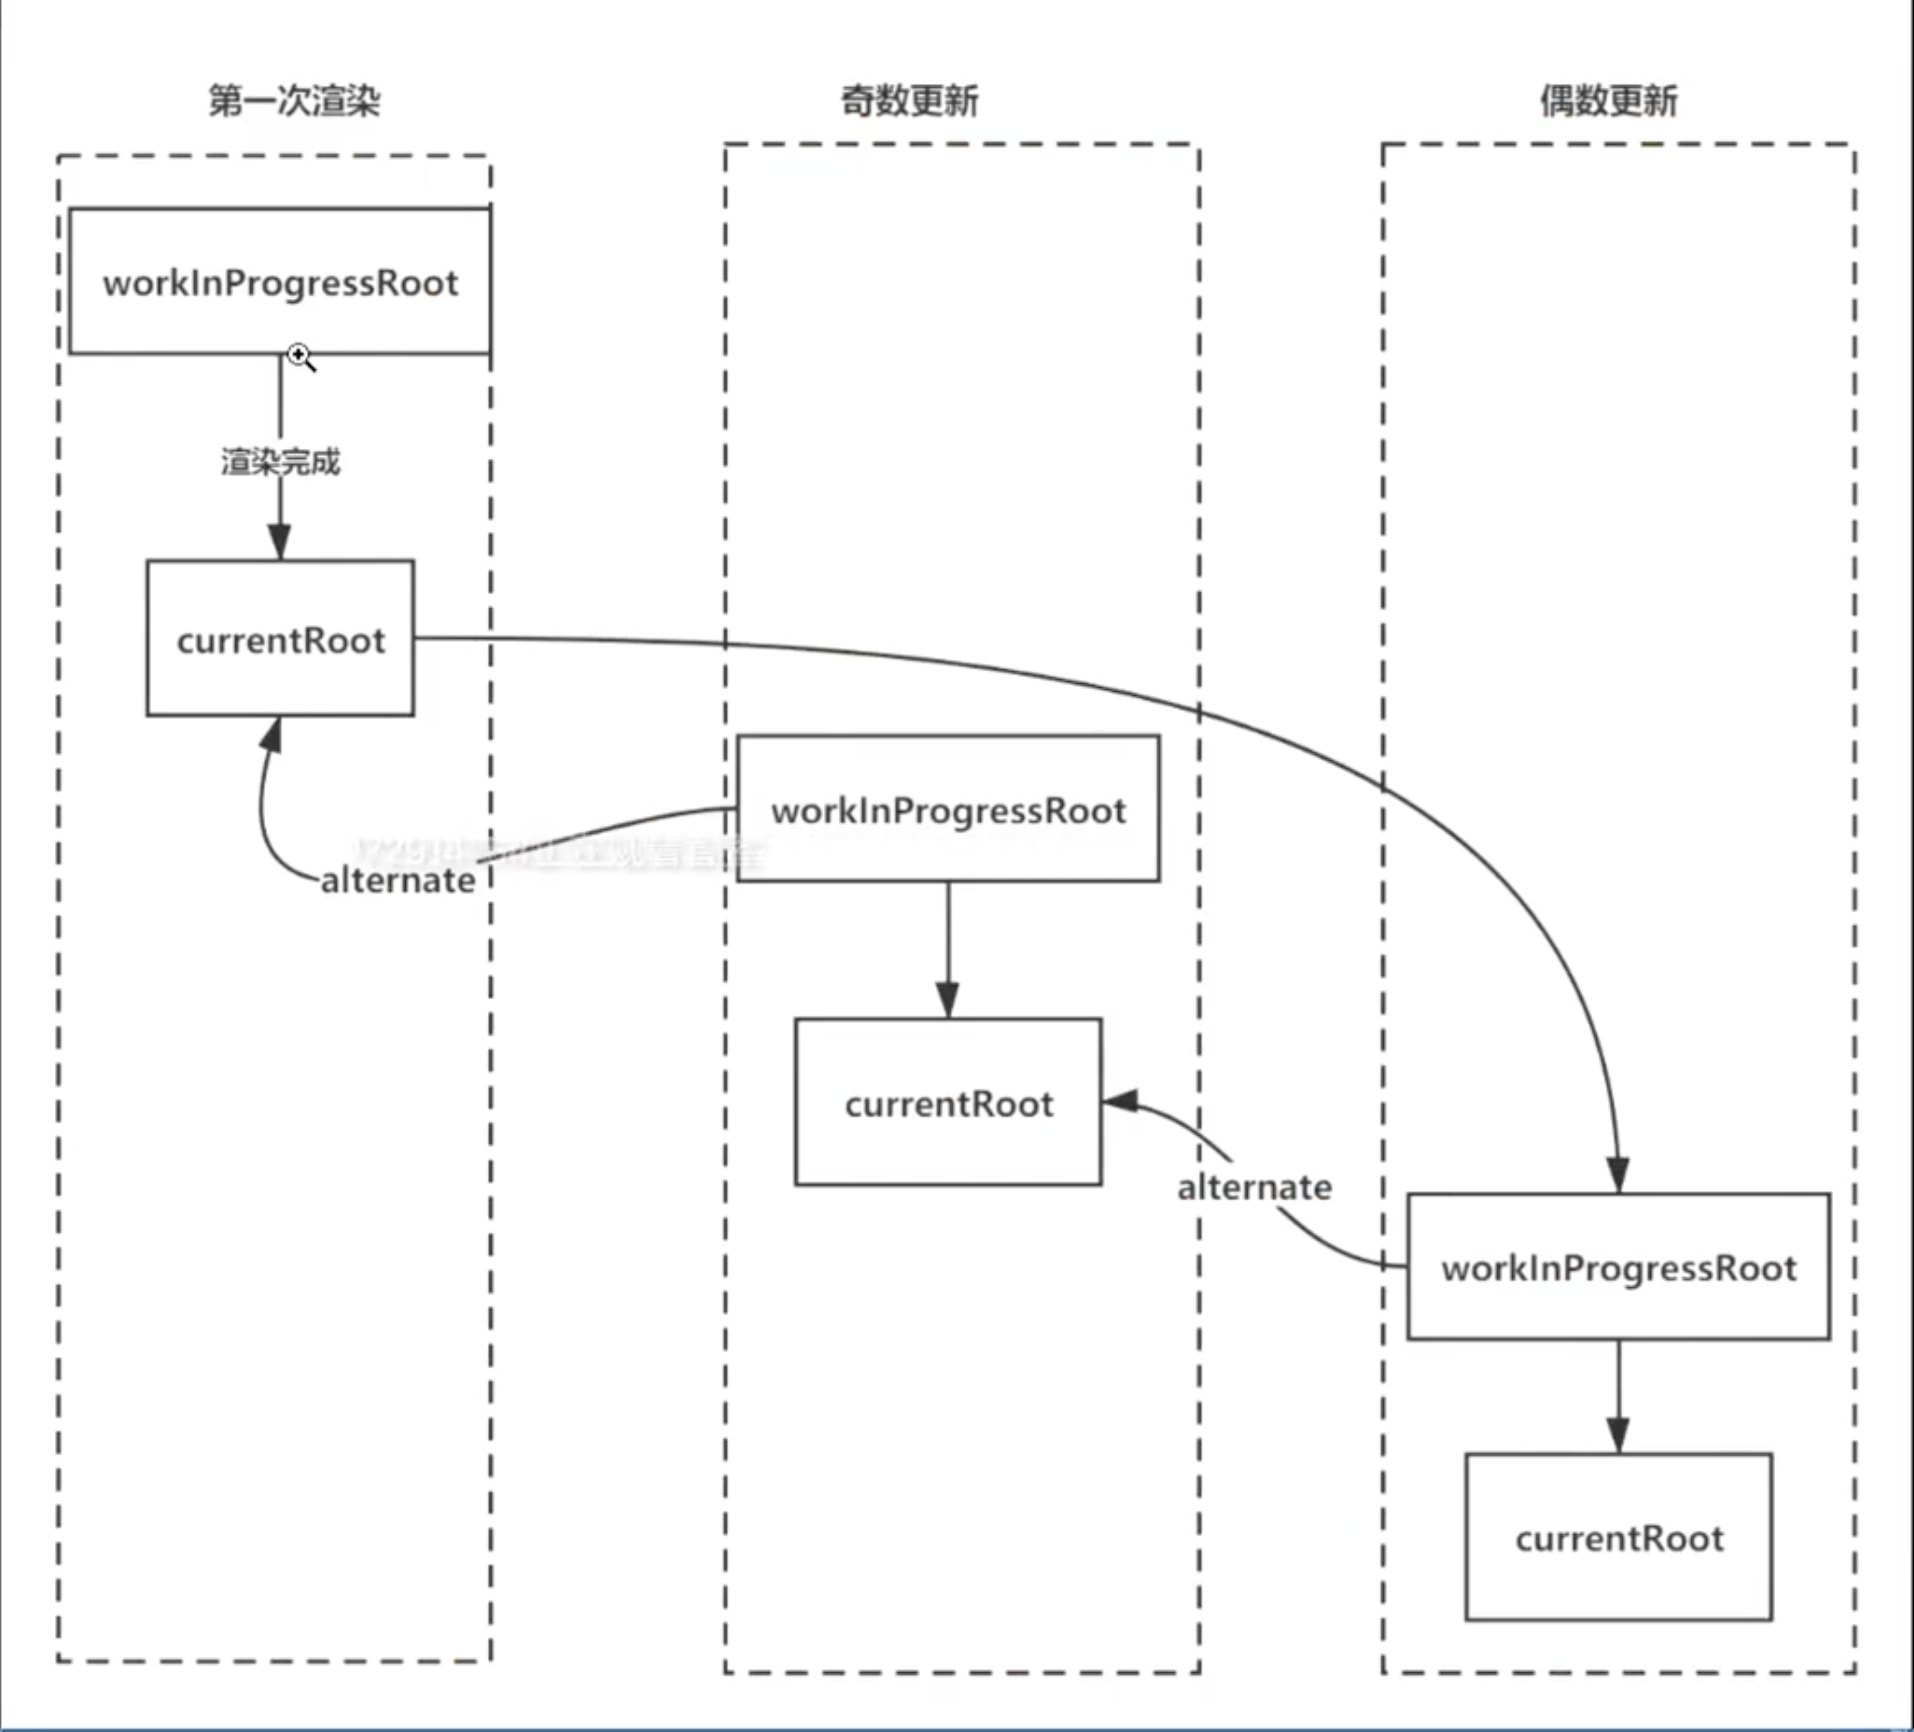 第一次渲染
奇数更新
偶数更新
workInProgressRoot
渲染完成
currentRoot
workInProgressRoot
alternate
currentRoot
alternate
workInProgressRoot
currentRoot